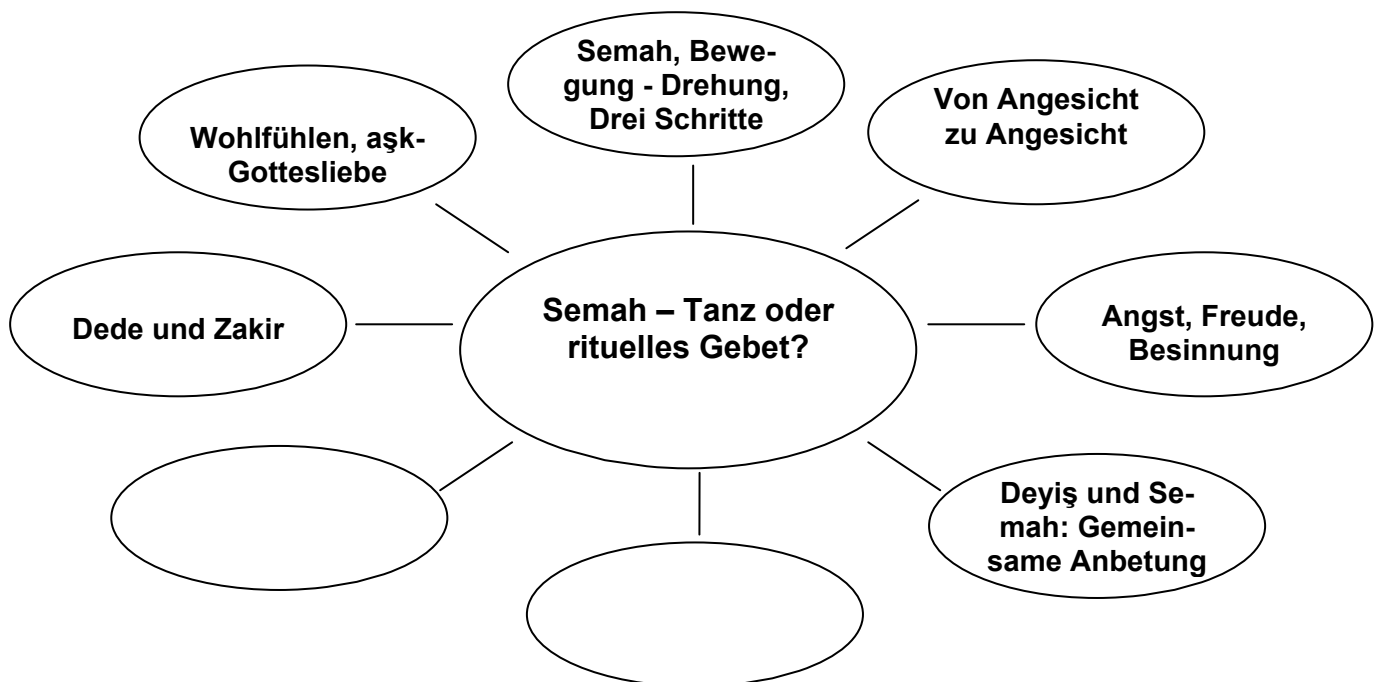 Semah, Bewe-
gung - Drehung,
Drei Schritte
Von Angesicht
zu Angesicht
Wohlfühlen, aşk-
Gottesliebe
Semah – Tanz oder
rituelles Gebet?
Dede und Zakir
Angst, Freude,
Besinnung
Deyiş und Se-
mah: Gemein-
same Anbetung